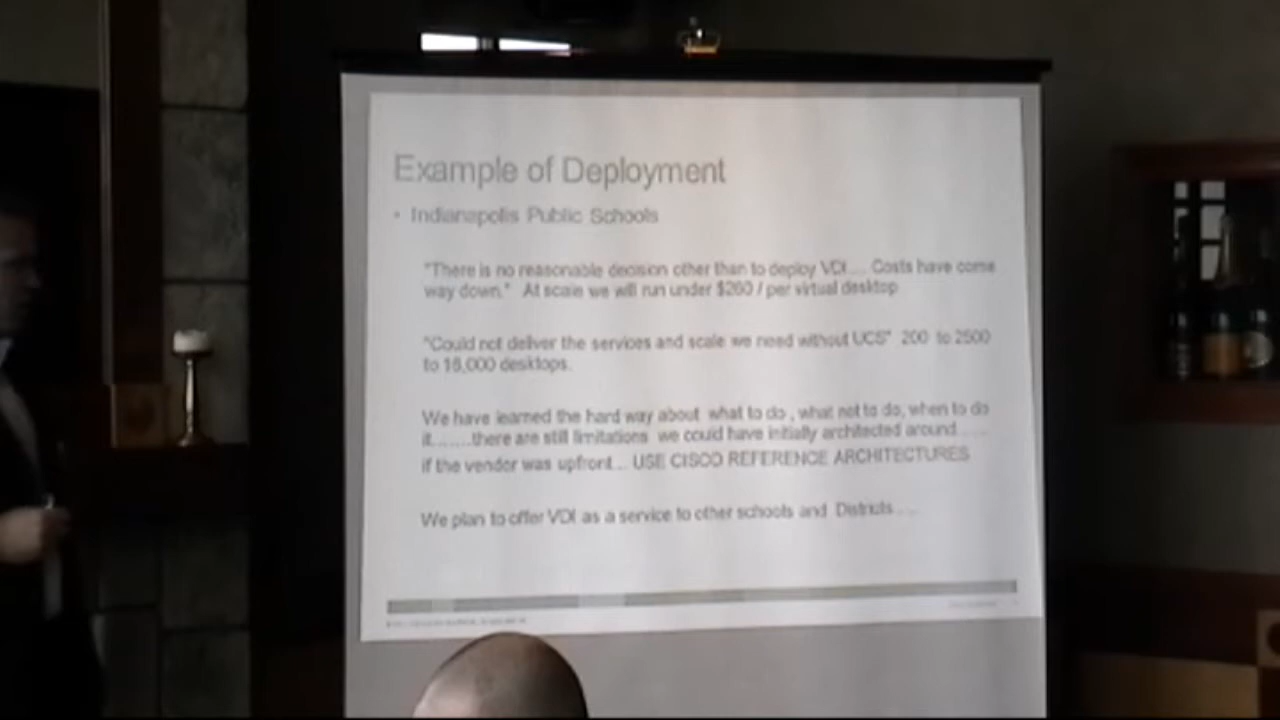 Example of Deployment
• Indianapolis Public Schools
"There is no reasonable decision other than to deploy VDI.... Costs have come
way down." At scale we will run under $260 / per virtual desktop
"Could not deliver the services and scale we need without UCS" 200 to 2500
to 16,000 desktops.
We have learned the hard way about what to do , what not to do, when to do
it.......there are still limitations we could have initially architected around......
if the vendor was upfront... USE CISCO REFERENCE ARCHITECTURES
We plan to offer VDI as a service to other schools and Districts.....